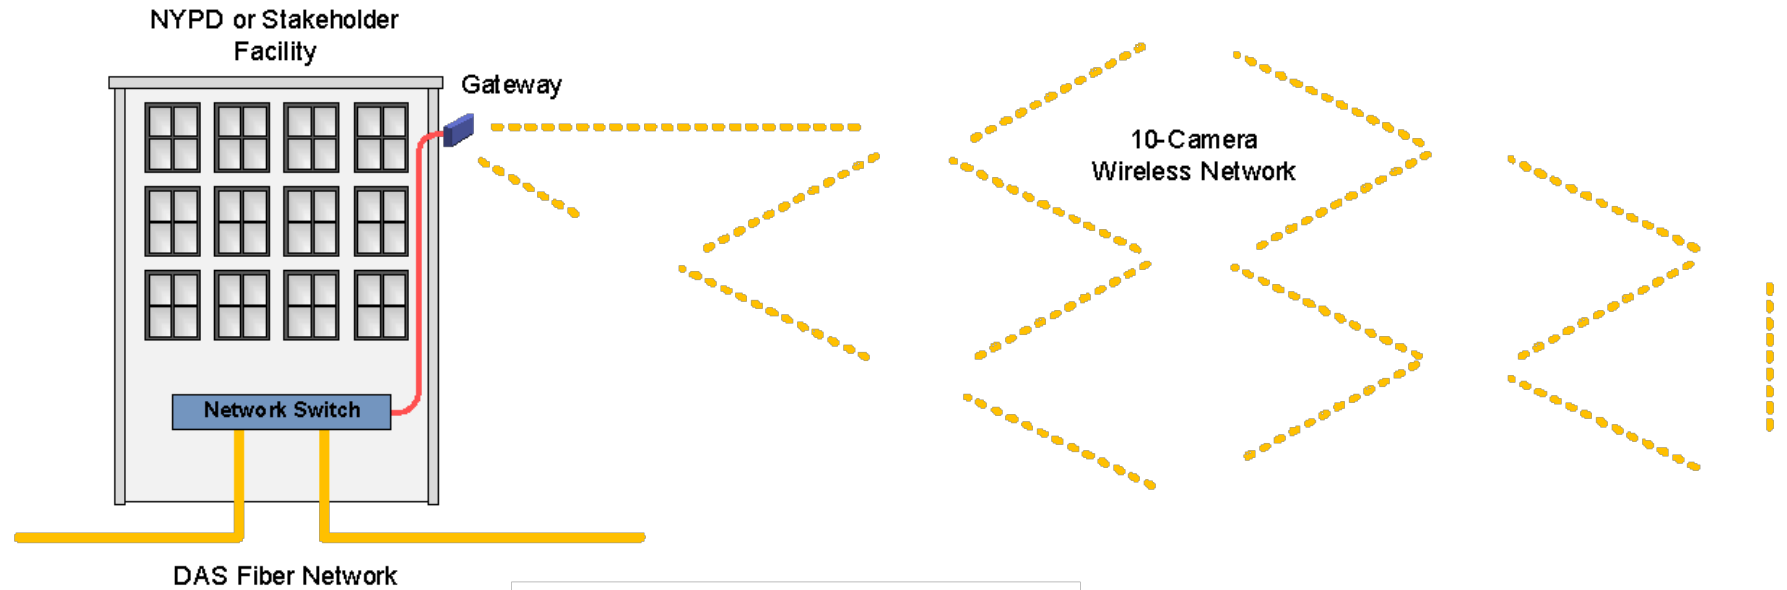 NYPD or Stakeholder
Facility
Gateway
10-Camera
Wireless Network
Network Switch
DAS Fiber Network